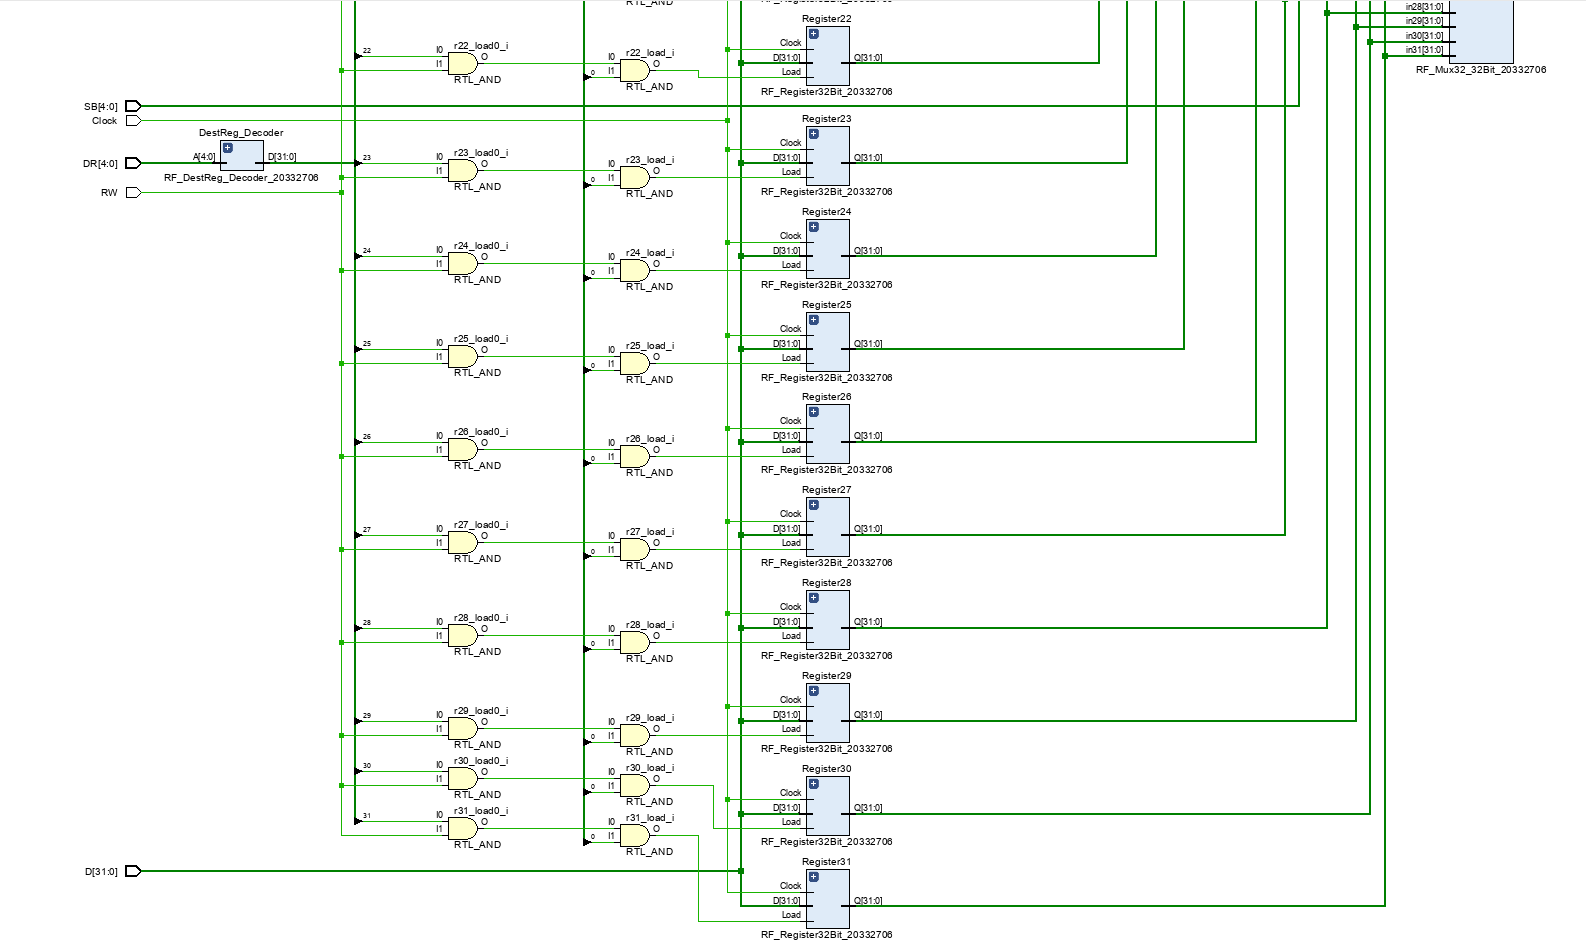 RTL_AND
RF_Register32Bit_20332706
in28[31:0]
in29[31:0]
in30[31:0]
in31[31:0]
RF_Mux32_32Bit_20332706
Register22
22
I0
I1
r22_load0_i
O
RTL_AND
r22_load_i
I0
I1
0
O
RTL_AND
Clock
D[31:0]
Load
Q[31:0]
RF_Register32Bit_20332706
SB[4:0]
Clock
DestReg_Decoder
DR[4:0]
A[4:0]
D[31:0]
RF_DestReg_Decoder_20332706
RW
Register23
23
I0
I1
r23_load0_i
O
RTL_AND
r23_load_i
I0
I1
0
O
RTL_AND
Clock
D[31:0]
Load
Q[31:0]
RF_Register32Bit_20332706
Register24
24
I0
I1
r24_load0_i
O
RTL_AND
r24_load_i
I0
I1
0
O
RTL_AND
Clock
D[31:0]
Load
Q[31:0]
RF_Register32Bit_20332706
Register25
25
I0
I1
r25_load0_i
O
RTL_AND
r25_load_i
I0
I1
0
O
RTL_AND
Clock
D[31:0]
Load
Q[31:0]
RF_Register32Bit_20332706
Register26
26
I0
I1
r26_load0_i
O
RTL_AND
r26_load_i
I0
I1
0
O
RTL_AND
Clock
D[31:0]
Load
Q[31:0]
RF_Register32Bit_20332706
Register27
27
I0
I1
r27_load0_i
O
RTL_AND
r27_load_i
I0
I1
0
O
RTL_AND
Clock
D[31:0]
Load
Q[31:0]
RF_Register32Bit_20332706
Register28
28
I0
I1
r28_load0_i
O
RTL_AND
r28_load_i
I0
I1
0
O
RTL_AND
Clock
D[31:0]
Load
Q[31:0]
RF_Register32Bit_20332706
Register29
29
I0
I1
r29_load0_i
O
RTL_AND
r29_load_i
I0
I1
0
O
RTL_AND
Clock
D[31:0]
Load
Q[31:0]
RF_Register32Bit_20332706
Register30
30
I0
I1
r30_load0_i
O
RTL_AND
r30_load_i
I0
I1
0
O
RTL_AND
Clock
D[31:0]
Load
Q[31:0]
RF_Register32Bit_20332706
31
I0
I1
r31_load0_i
O
RTL_AND
r31_load_i
I0
I1
0
O
RTL_AND
D[31:0]
Register31
Clock
D[31:0]
Load
Q[31:0]
RF_Register32Bit_20332706